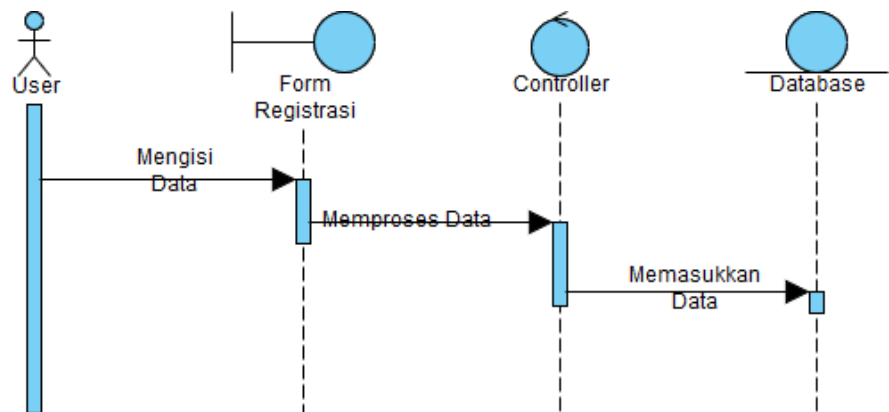 User
Form
Registrasi
Controller
Database
Mengisi
Data
Memproses Data
Memasukkan
Data